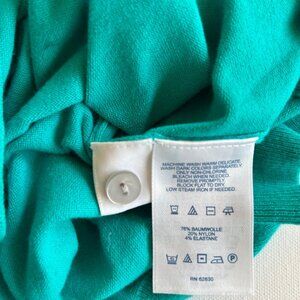 MACHINE WASH WARM DELICATE.
WASH DARK COLORS SEPARATELY.
ONLY NON-CHLORINE
BLEACH WHEN NEEDED.
REMOVE PROMPTLY
BLOCK FLAT TO DRY.
LOW STEAM IRON IF NEEDED.
76% BAUMWOLLE
20% NYLON
4% ELASTANE
RN 62830